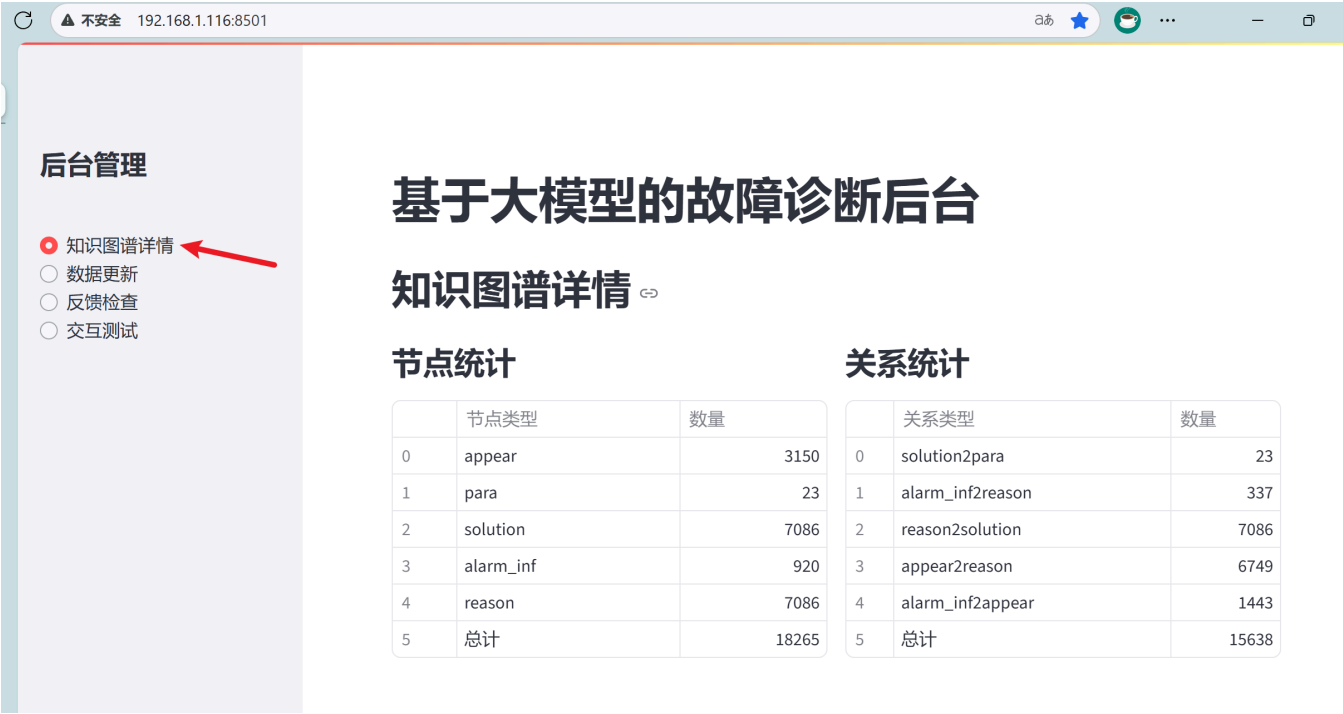 不安全 192.168.1.116:8501 aあ
后台管理
知识图谱详情
数据更新
反馈检查
交互测试
基于大模型的故障诊断后台
知识图谱详情
节点统计
节点类型 数量
0 appear 3150
1 para 23
2 solution 7086
3 alarm_inf 920
4 reason 7086
5 总计 18265
关系统计
关系类型 数量
0 solution2para 23
1 alarm_inf2reason 337
2 reason2solution 7086
3 appear2reason 6749
4 alarm_inf2appear 1443
5 总计 15638